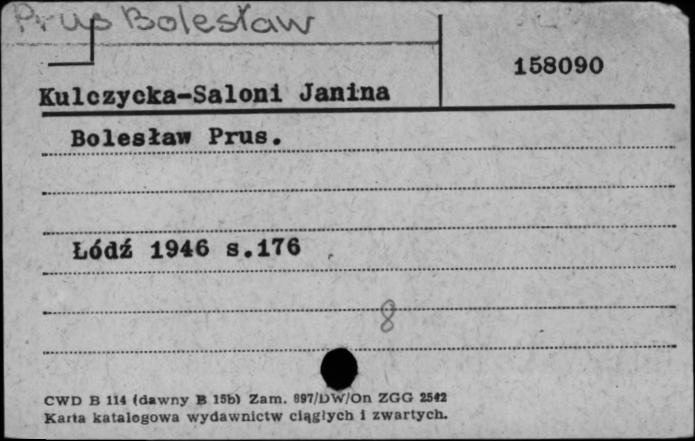 Prus Bolesław
158090
Kulczycka-Saloni Janina
Bolesław Prus.
Łódź 1946 s.176
8
CWD B 114 (dawny B 15b) Zam. 897/DW/On ZGG 2542
Karta katalogowa wydawnictw ciągłych i zwartych.